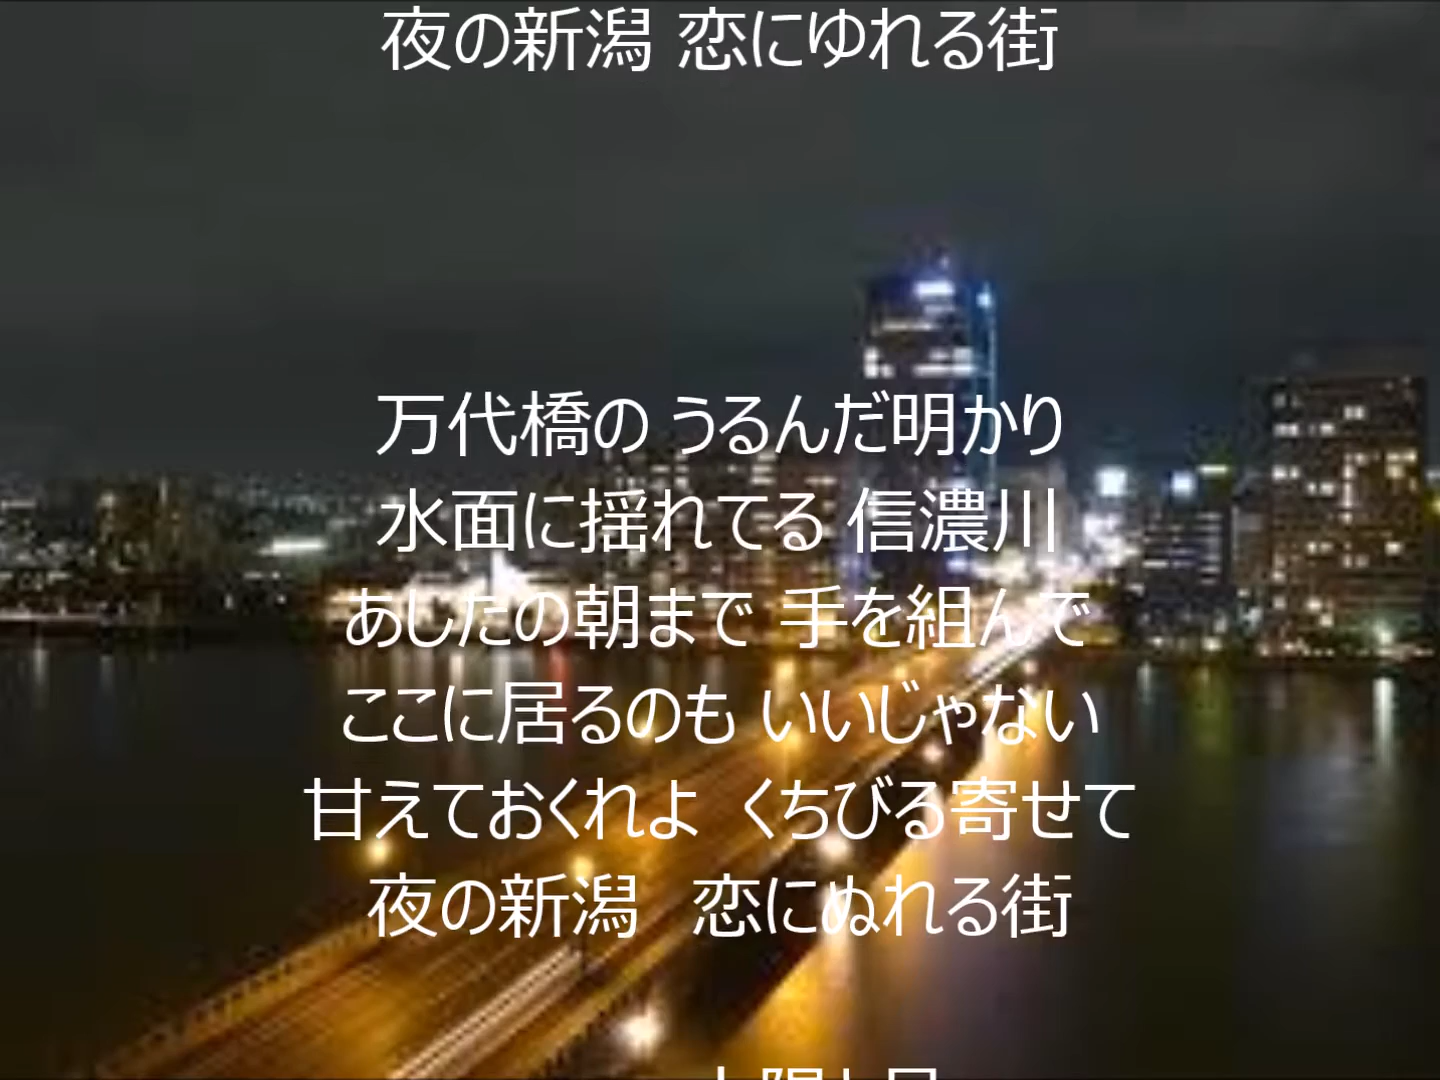 夜の新潟 恋にゆれる街
万代橋の うるんだ明かり
水面に揺れてる 信濃川
あしたの朝まで 手を組んで
ここに居るのも いいじゃない
甘えておくれよ くちびる寄せて
夜の新潟 恋にぬれる街